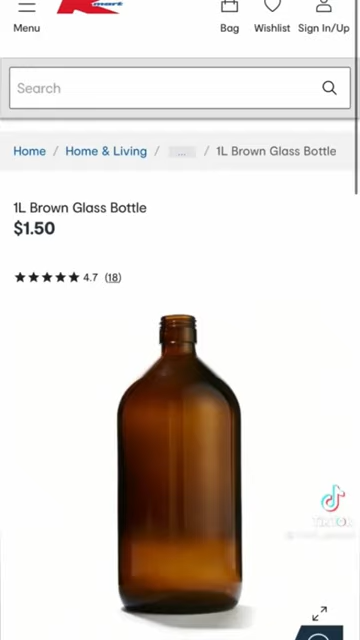 mart
Menu
Bag
Wishlist
Sign In/Up
Search
Home / Home & Living / ... / 1L Brown Glass Bottle
1L Brown Glass Bottle
$1.50
4.7 (18)
TikTok